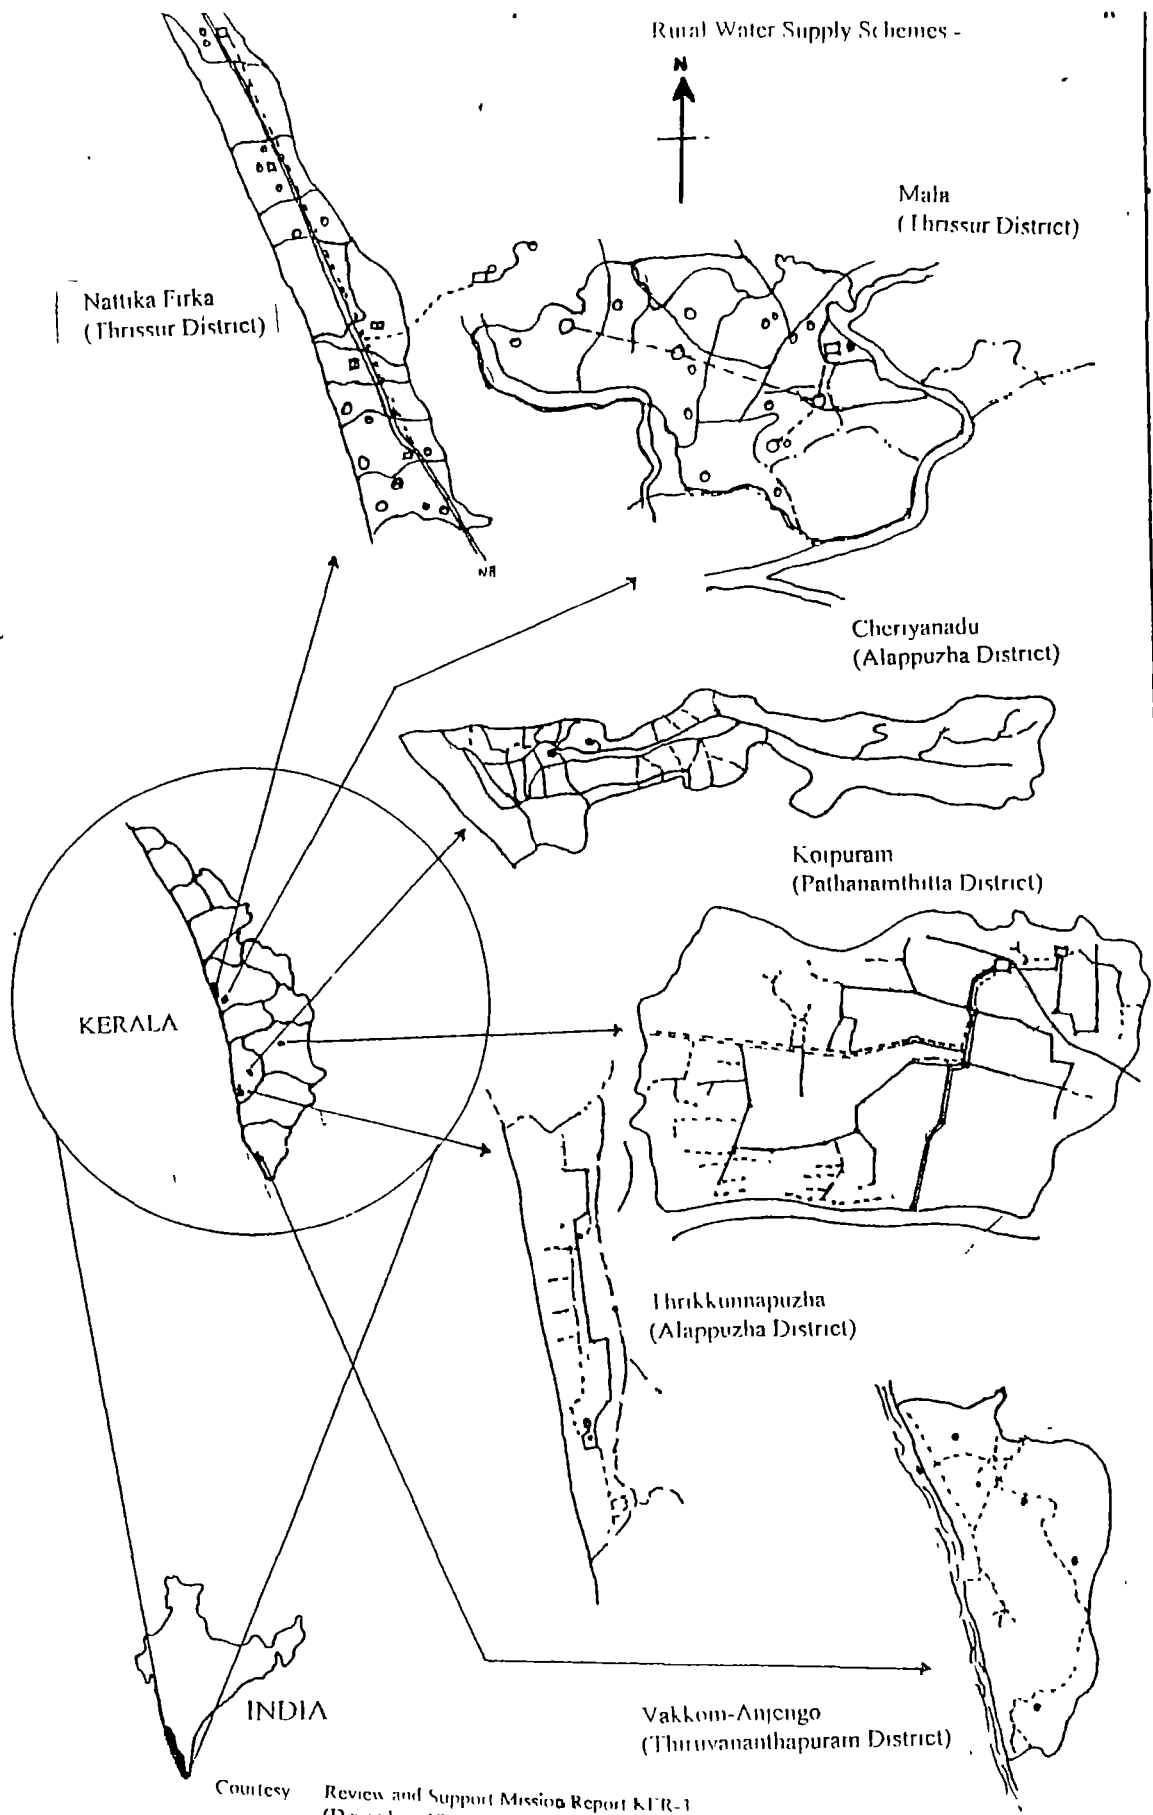 Rural Water Supply Schemes -
N
Mala
(Thrissur District)
Nattika Firka
(Thrissur District)
NH
Cheriyanadu
(Alappuzha District)
Koipuram
(Pathanamthitta District)
KERALA
Thrikkunnapuzha
(Alappuzha District)
INDIA
Vakkom-Anjengo
(Thiruvananthapuram District)
Courtesy Review and Support Mission Report KER-3